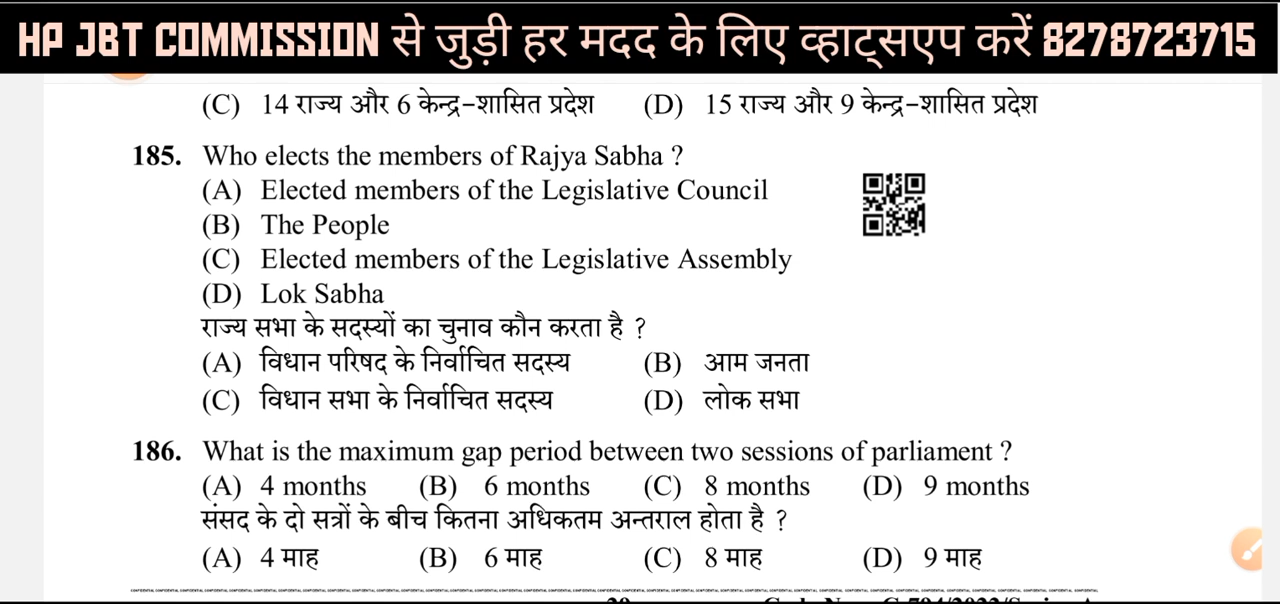 HP JBT COMMISSION से जुड़ी हर मदद के लिए व्हाट्सएप करें 8278723715
(C) 14 राज्य और 6 केन्द्र-शासित प्रदेश (D) 15 राज्य और 9 केन्द्र-शासित प्रदेश
185. Who elects the members of Rajya Sabha ?
(A) Elected members of the Legislative Council
(B) The People
(C) Elected members of the Legislative Assembly
(D) Lok Sabha
राज्य सभा के सदस्यों का चुनाव कौन करता है ?
(A) विधान परिषद के निर्वाचित सदस्य (B) आम जनता
(C) विधान सभा के निर्वाचित सदस्य (D) लोक सभा
186. What is the maximum gap period between two sessions of parliament ?
(A) 4 months (B) 6 months (C) 8 months (D) 9 months
संसद के दो सत्रों के बीच कितना अधिकतम अन्तराल होता है ?
(A) 4 माह (B) 6 माह (C) 8 माह (D) 9 माह